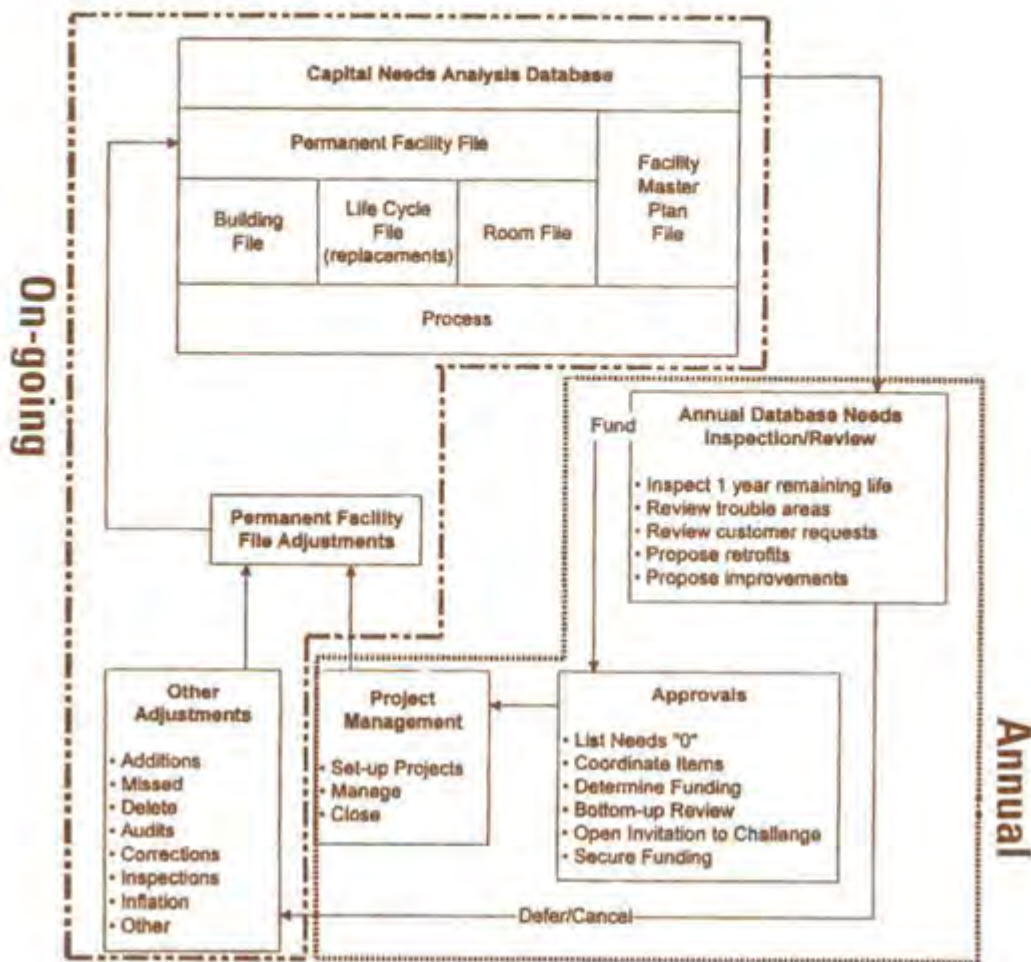 Capital Needs Analysis Database
Permanent Facility File
Facility
Master
Plan
File
Building
File
Life Cycle
File
(replacements)
Room File
Process
On-going
Fund
Annual Database Needs
Inspection/Review
• Inspect 1 year remaining life
• Review trouble areas
• Review customer requests
• Propose retrofits
• Propose improvements
Permanent Facility
File Adjustments
Other
Adjustments
• Additions
• Missed
• Delete
• Audits
• Corrections
• Inspections
• Inflation
• Other
Project
Management
• Set-up Projects
• Manage
• Close
Approvals
• List Needs "0"
• Coordinate Items
• Determine Funding
• Bottom-up Review
• Open Invitation to Challenge
• Secure Funding
Annual
Defer/Cancel